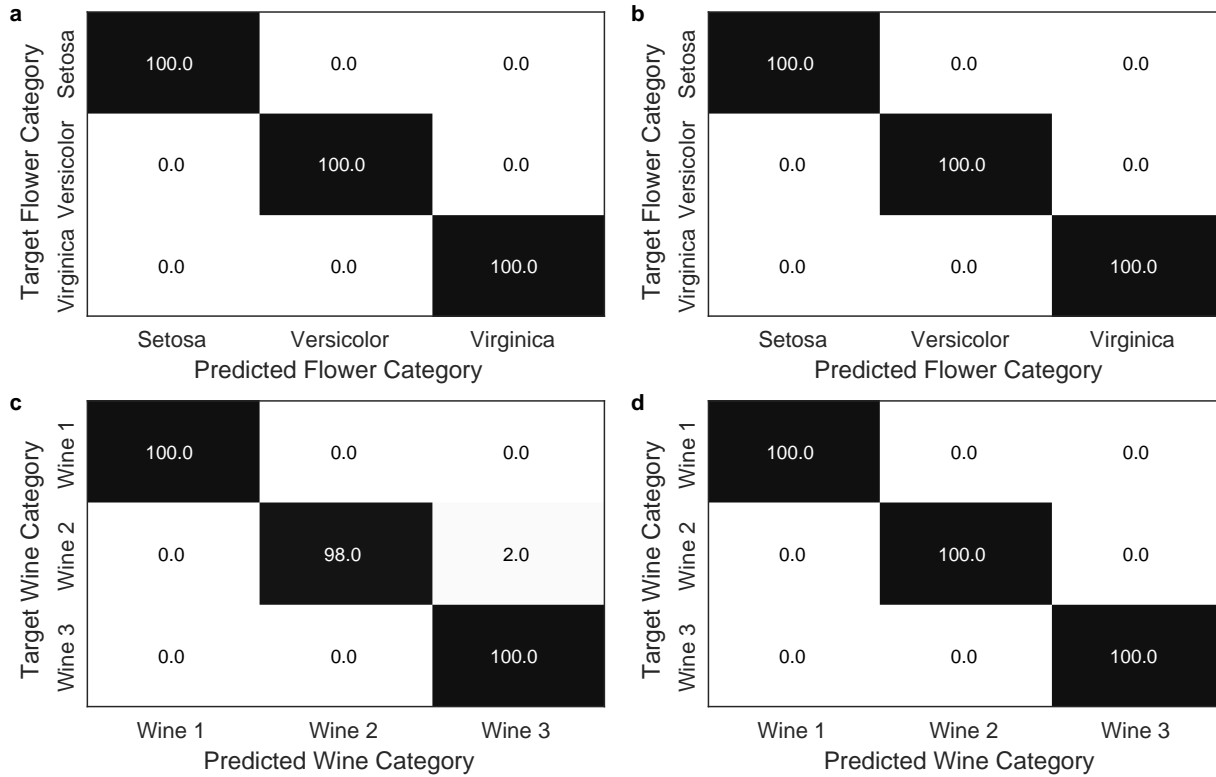 a
Target Flower Category
Setosa
100.0 0.0 0.0
Versicolor
0.0 100.0 0.0
Virginica
0.0 0.0 100.0
Setosa Versicolor Virginica
Predicted Flower Category
b
Target Flower Category
Setosa
100.0 0.0 0.0
Versicolor
0.0 100.0 0.0
Virginica
0.0 0.0 100.0
Setosa Versicolor Virginica
Predicted Flower Category
c
Target Wine Category
Wine 1
100.0 0.0 0.0
Wine 2
0.0 98.0 2.0
Wine 3
0.0 0.0 100.0
Wine 1 Wine 2 Wine 3
Predicted Wine Category
d
Target Wine Category
Wine 1
100.0 0.0 0.0
Wine 2
0.0 100.0 0.0
Wine 3
0.0 0.0 100.0
Wine 1 Wine 2 Wine 3
Predicted Wine Category